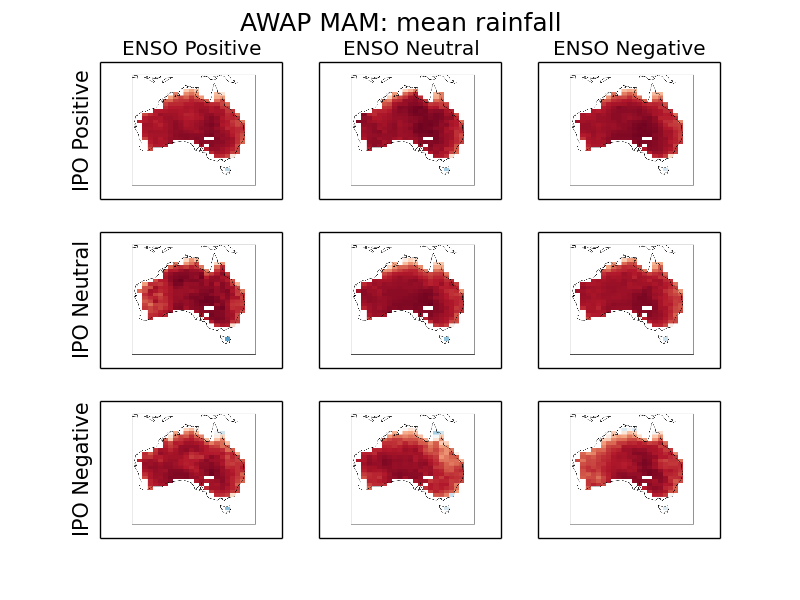 AWAP MAM: mean rainfall
ENSO Positive
ENSO Neutral
ENSO Negative
IPO Positive
IPO Neutral
IPO Negative